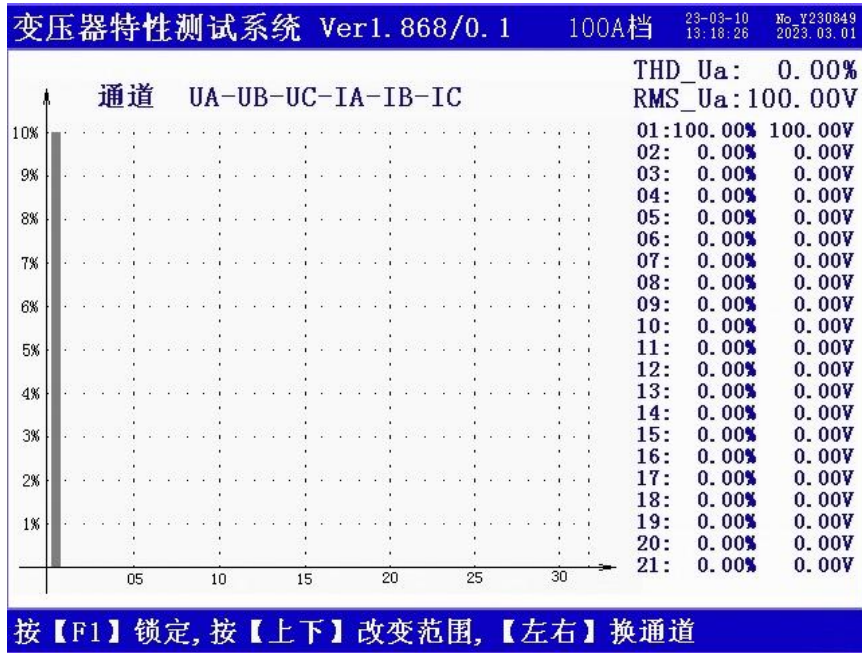 变压器特性测试系统 Ver1.868/0.1 100A档 23-03-10 No_Y230849
13:18:26 2023.03.01
THD_Ua: 0.00%
通道 UA-UB-UC-IA-IB-IC
RMS_Ua:100.00V
10%
9%
8%
7%
6%
5%
4%
3%
2%
1%
05 10 15 20 25 30
01:100.00% 100.00V
02: 0.00% 0.00V
03: 0.00% 0.00V
04: 0.00% 0.00V
05: 0.00% 0.00V
06: 0.00% 0.00V
07: 0.00% 0.00V
08: 0.00% 0.00V
09: 0.00% 0.00V
10: 0.00% 0.00V
11: 0.00% 0.00V
12: 0.00% 0.00V
13: 0.00% 0.00V
14: 0.00% 0.00V
15: 0.00% 0.00V
16: 0.00% 0.00V
17: 0.00% 0.00V
18: 0.00% 0.00V
19: 0.00% 0.00V
20: 0.00% 0.00V
21: 0.00% 0.00V
按【F1】锁定,按【上下】改变范围,【左右】换通道